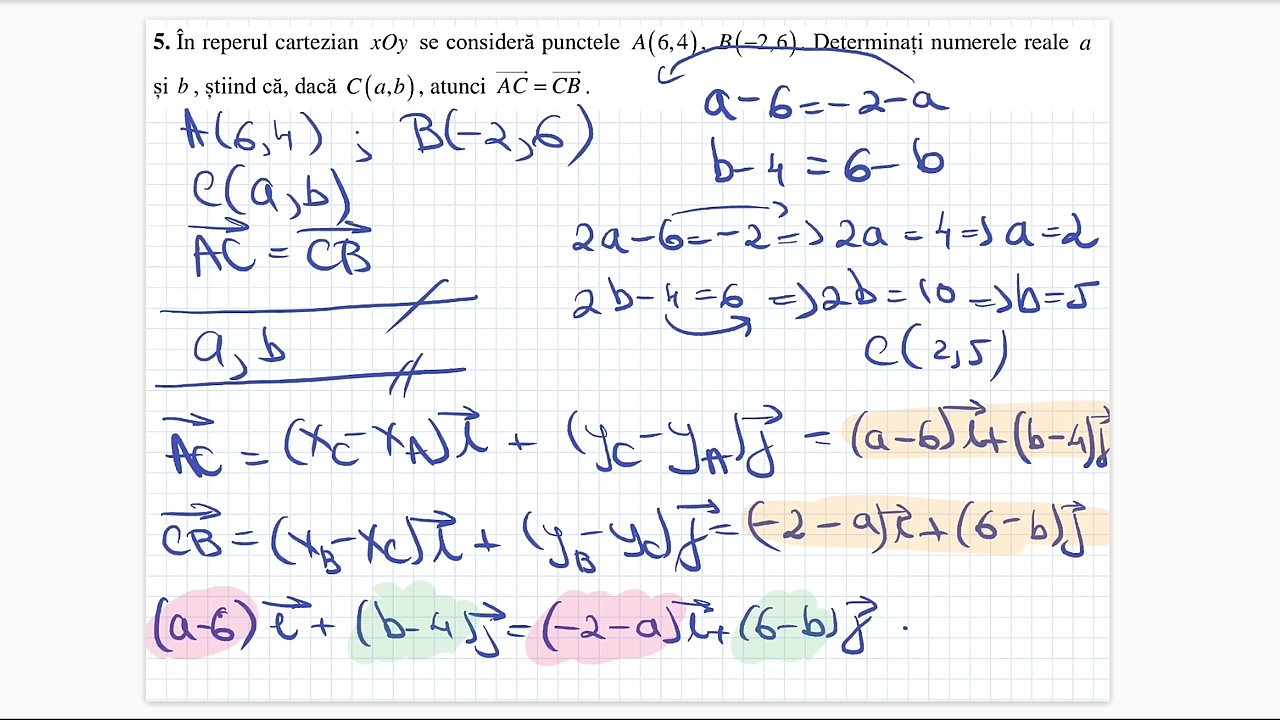 5. În reperul cartezian xOy se consideră punctele A(6,4), B(−2,6). Determinați numerele reale a
și b, știind că, dacă C(a,b), atunci \overrightarrow{AC} = \overrightarrow{CB}.
A(6,4) ; B(−2,6)
C(a,b)
\overrightarrow{AC} = \overrightarrow{CB}
a,b
a−6=−2−a
b−4=6−b
2a−6=−2 => 2a=4 => a=2
2b−4=6 => 2b=10 => b=5
C(2,5)
\overrightarrow{AC} = (x_C−x_A)\vec{i} + (y_C−y_A)\vec{j} = (a−6)\vec{i}+(b−4)\vec{j}
\overrightarrow{CB} = (x_B−x_C)\vec{i} + (y_B−y_C)\vec{j} = (−2−a)\vec{i}+(6−b)\vec{j}
(a−6)\vec{i} + (b−4)\vec{j} = (−2−a)\vec{i}+(6−b)\vec{j} .